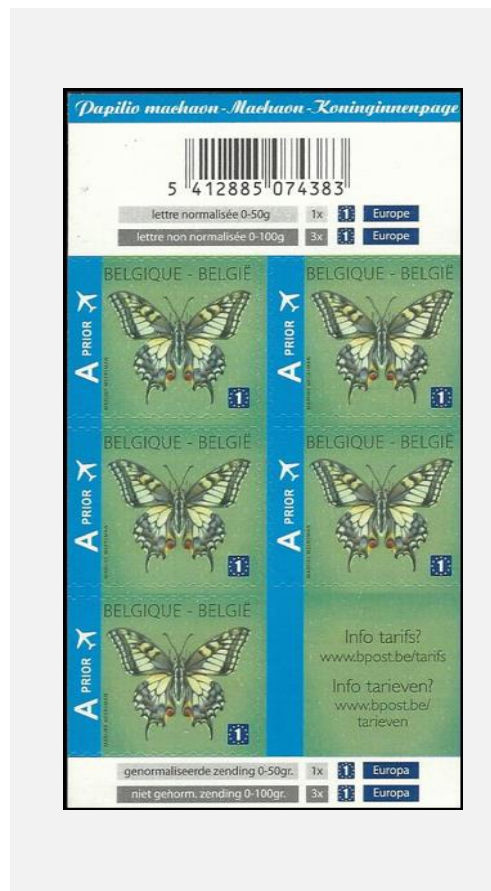 Papilio machaon-Machaon-Koninginnenpage
5 412885 074383
lettre normalisée 0-50g 1x 1 Europe
lettre non normalisée 0-100g 3x 1 Europe
BELGIQUE - BELGIË
A PRIOR
1
BELGIQUE - BELGIË
A PRIOR
1
BELGIQUE - BELGIË
A PRIOR
1
BELGIQUE - BELGIË
A PRIOR
1
BELGIQUE - BELGIË
A PRIOR
1
Info tarifs?
www.bpost.be/tarifs
Info tarieven?
www.bpost.be/
tarieven
genormaliseerde zending 0-50gr. 1x 1 Europa
niet genorm. zending 0-100gr. 3x 1 Europa